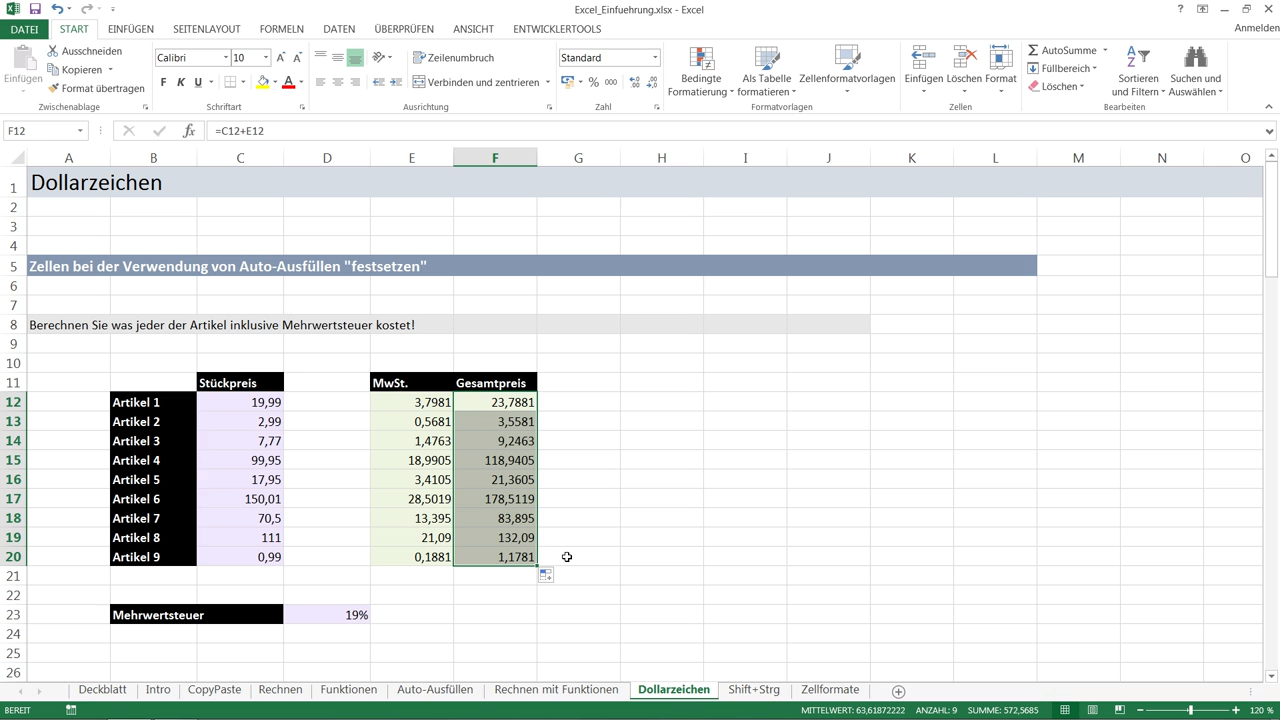 Excel_Einfuehrung.xlsx - Excel
?
DATEI START EINFÜGEN SEITENLAYOUT FORMELN DATEN ÜBERPRÜFEN ANSICHT ENTWICKLERTOOLS
Anmelden
Einfügen
Ausschneiden
Kopieren
Format übertragen
Zwischenablage
Calibri 10
F K U
Schriftart
Zeilenumbruch
Verbinden und zentrieren
Ausrichtung
Standard
% 000
Zahl
Bedingte Formatierung
Als Tabelle formatieren
Zellenformatvorlagen
Formatvorlagen
Einfügen Löschen Format
Zellen
AutoSumme
Füllbereich
Löschen
Sortieren und Filtern
Suchen und Auswählen
Bearbeiten
F12 fx =C12+E12
A B C D E F G H I J K L M N O
1 Dollarzeichen
2
3
4
5 Zellen bei der Verwendung von Auto-Ausfüllen "festsetzen"
6
7
8 Berechnen Sie was jeder der Artikel inklusive Mehrwertsteuer kostet!
9
10
11 Stückpreis MwSt. Gesamtpreis
12 Artikel 1 19,99 3,7981 23,7881
13 Artikel 2 2,99 0,5681 3,5581
14 Artikel 3 7,77 1,4763 9,2463
15 Artikel 4 99,95 18,9905 118,9405
16 Artikel 5 17,95 3,4105 21,3605
17 Artikel 6 150,01 28,5019 178,5119
18 Artikel 7 70,5 13,395 83,895
19 Artikel 8 111 21,09 132,09
20 Artikel 9 0,99 0,1881 1,1781
21
22
23 Mehrwertsteuer 19%
24
25
26
Deckblatt Intro CopyPaste Rechnen Funktionen Auto-Ausfüllen Rechnen mit Funktionen Dollarzeichen Shift+Strg Zellformate
BEREIT MITTELWERT: 63,61872222 ANZAHL: 9 SUMME: 572,5685 120 %